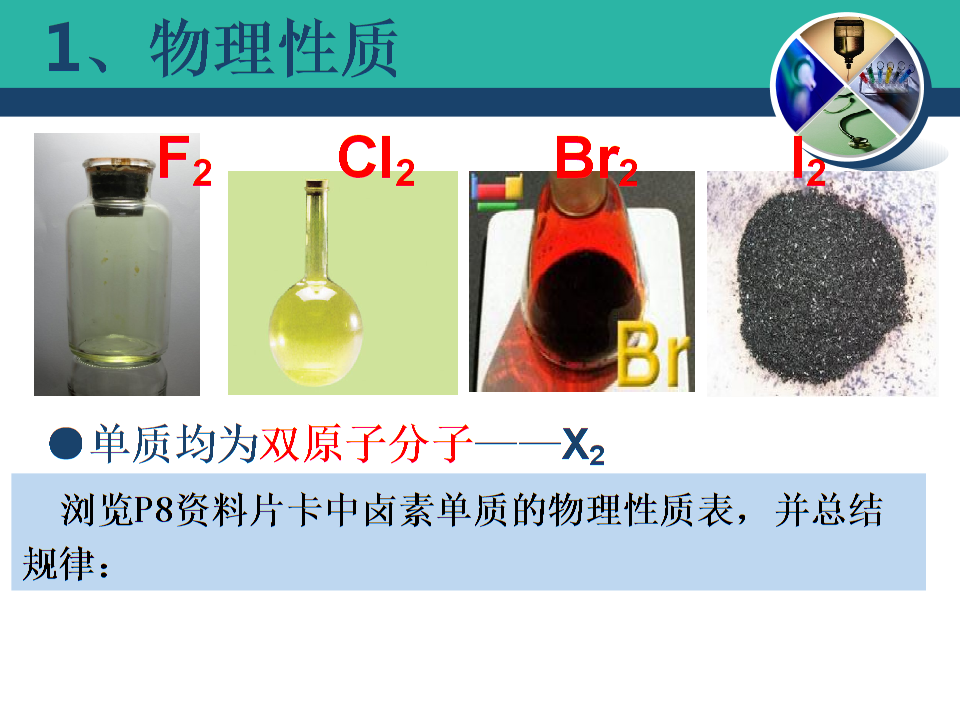 1、物理性质
F₂ Cl₂ Br₂ I₂
Br
●单质均为双原子分子——X₂
浏览P8资料片卡中卤素单质的物理性质表，并总结
规律：